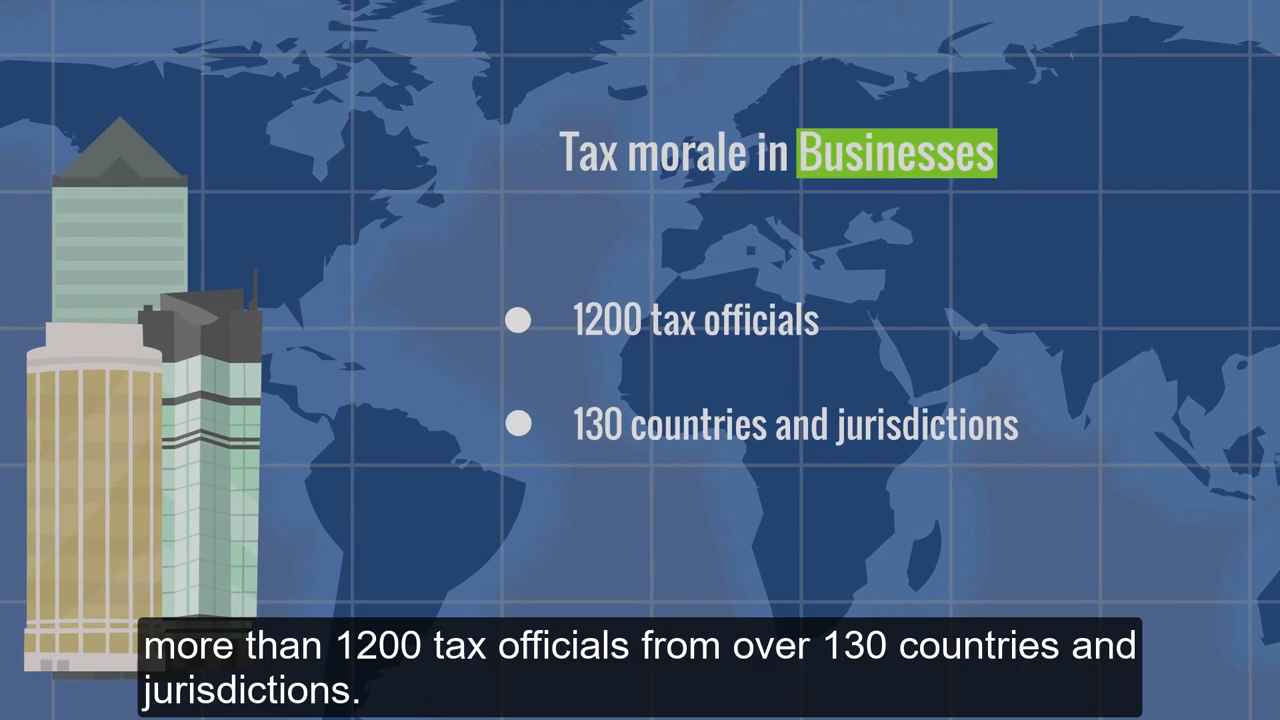 Tax morale in Businesses
1200 tax officials
130 countries and jurisdictions
more than 1200 tax officials from over 130 countries and
jurisdictions.